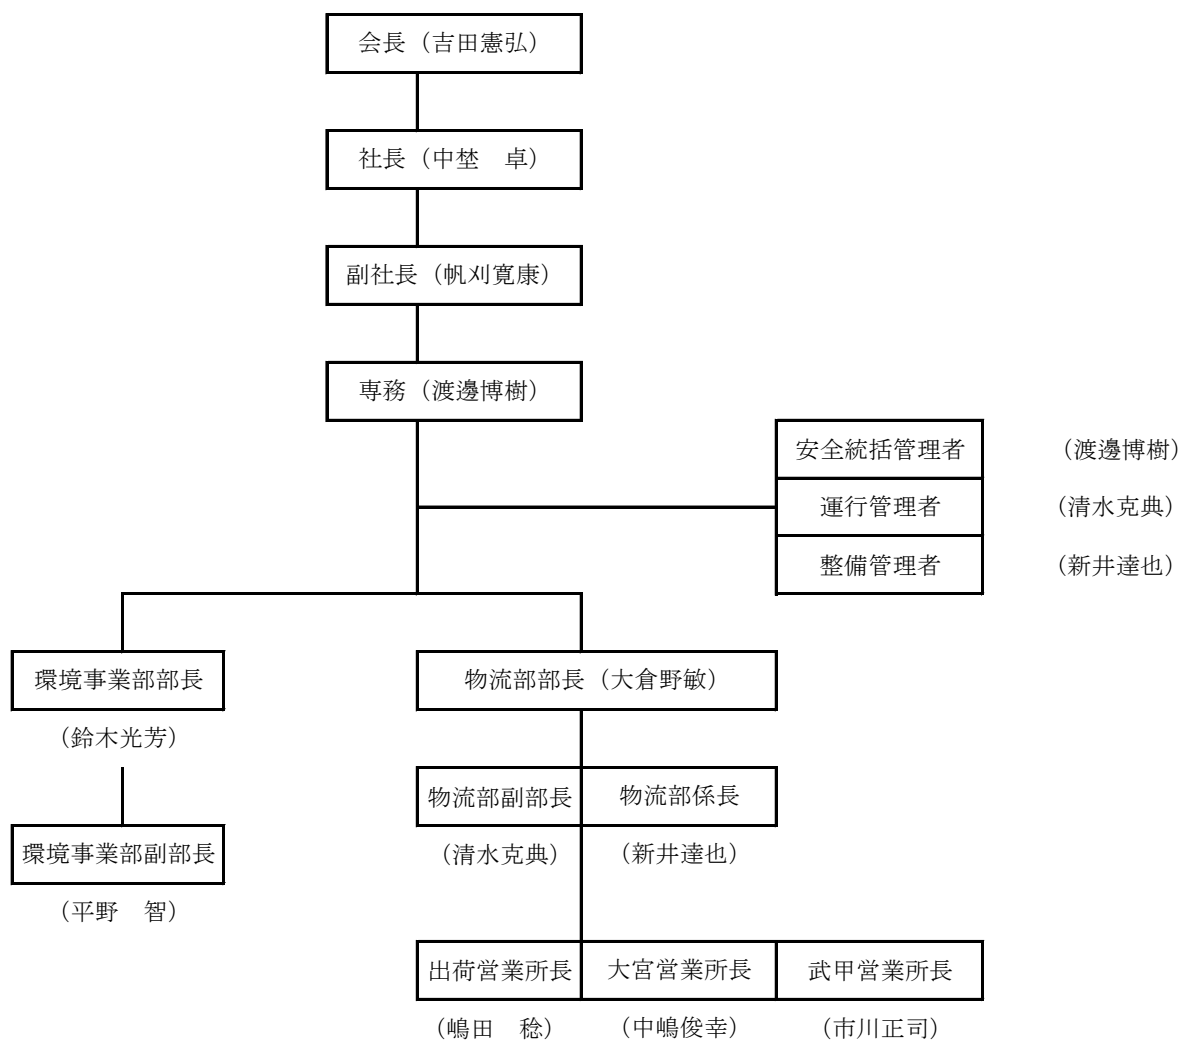 会長（吉田憲弘）
社長（中埜　卓）
副社長（帆刈寛康）
専務（渡邊博樹）
安全統括管理者　（渡邊博樹）
運行管理者　（清水克典）
整備管理者　（新井達也）
環境事業部部長　物流部部長（大倉野敏）
（鈴木光芳）
物流部副部長　物流部係長
環境事業部副部長　（清水克典）　（新井達也）
（平野　智）
出荷営業所長　大宮営業所長　武甲営業所長
（嶋田　稔）　（中嶋俊幸）　（市川正司）